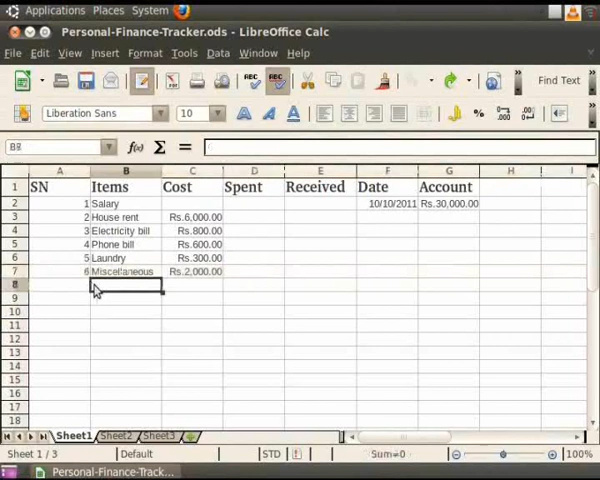 Applications Places System
Personal-Finance-Tracker.ods - LibreOffice Calc
File Edit View Insert Format Tools Data Window Help
ABC ABC Find Text
Liberation Sans 10 A A A %
B8 f(x) Σ =
A B C D E F G H I
1 SN Items Cost Spent Received Date Account
2 1 Salary 10/10/2011 Rs.30,000.00
3 2 House rent Rs.6,000.00
4 3 Electricity bill Rs.800.00
5 4 Phone bill Rs.600.00
6 5 Laundry Rs.300.00
7 6 Miscellaneous Rs.2,000.00
8
9
10
11
12
13
14
15
16
17
18
Sheet1 Sheet2 Sheet3
Sheet 1 / 3 Default STD Sum=0 100%
Personal-Finance-Track...